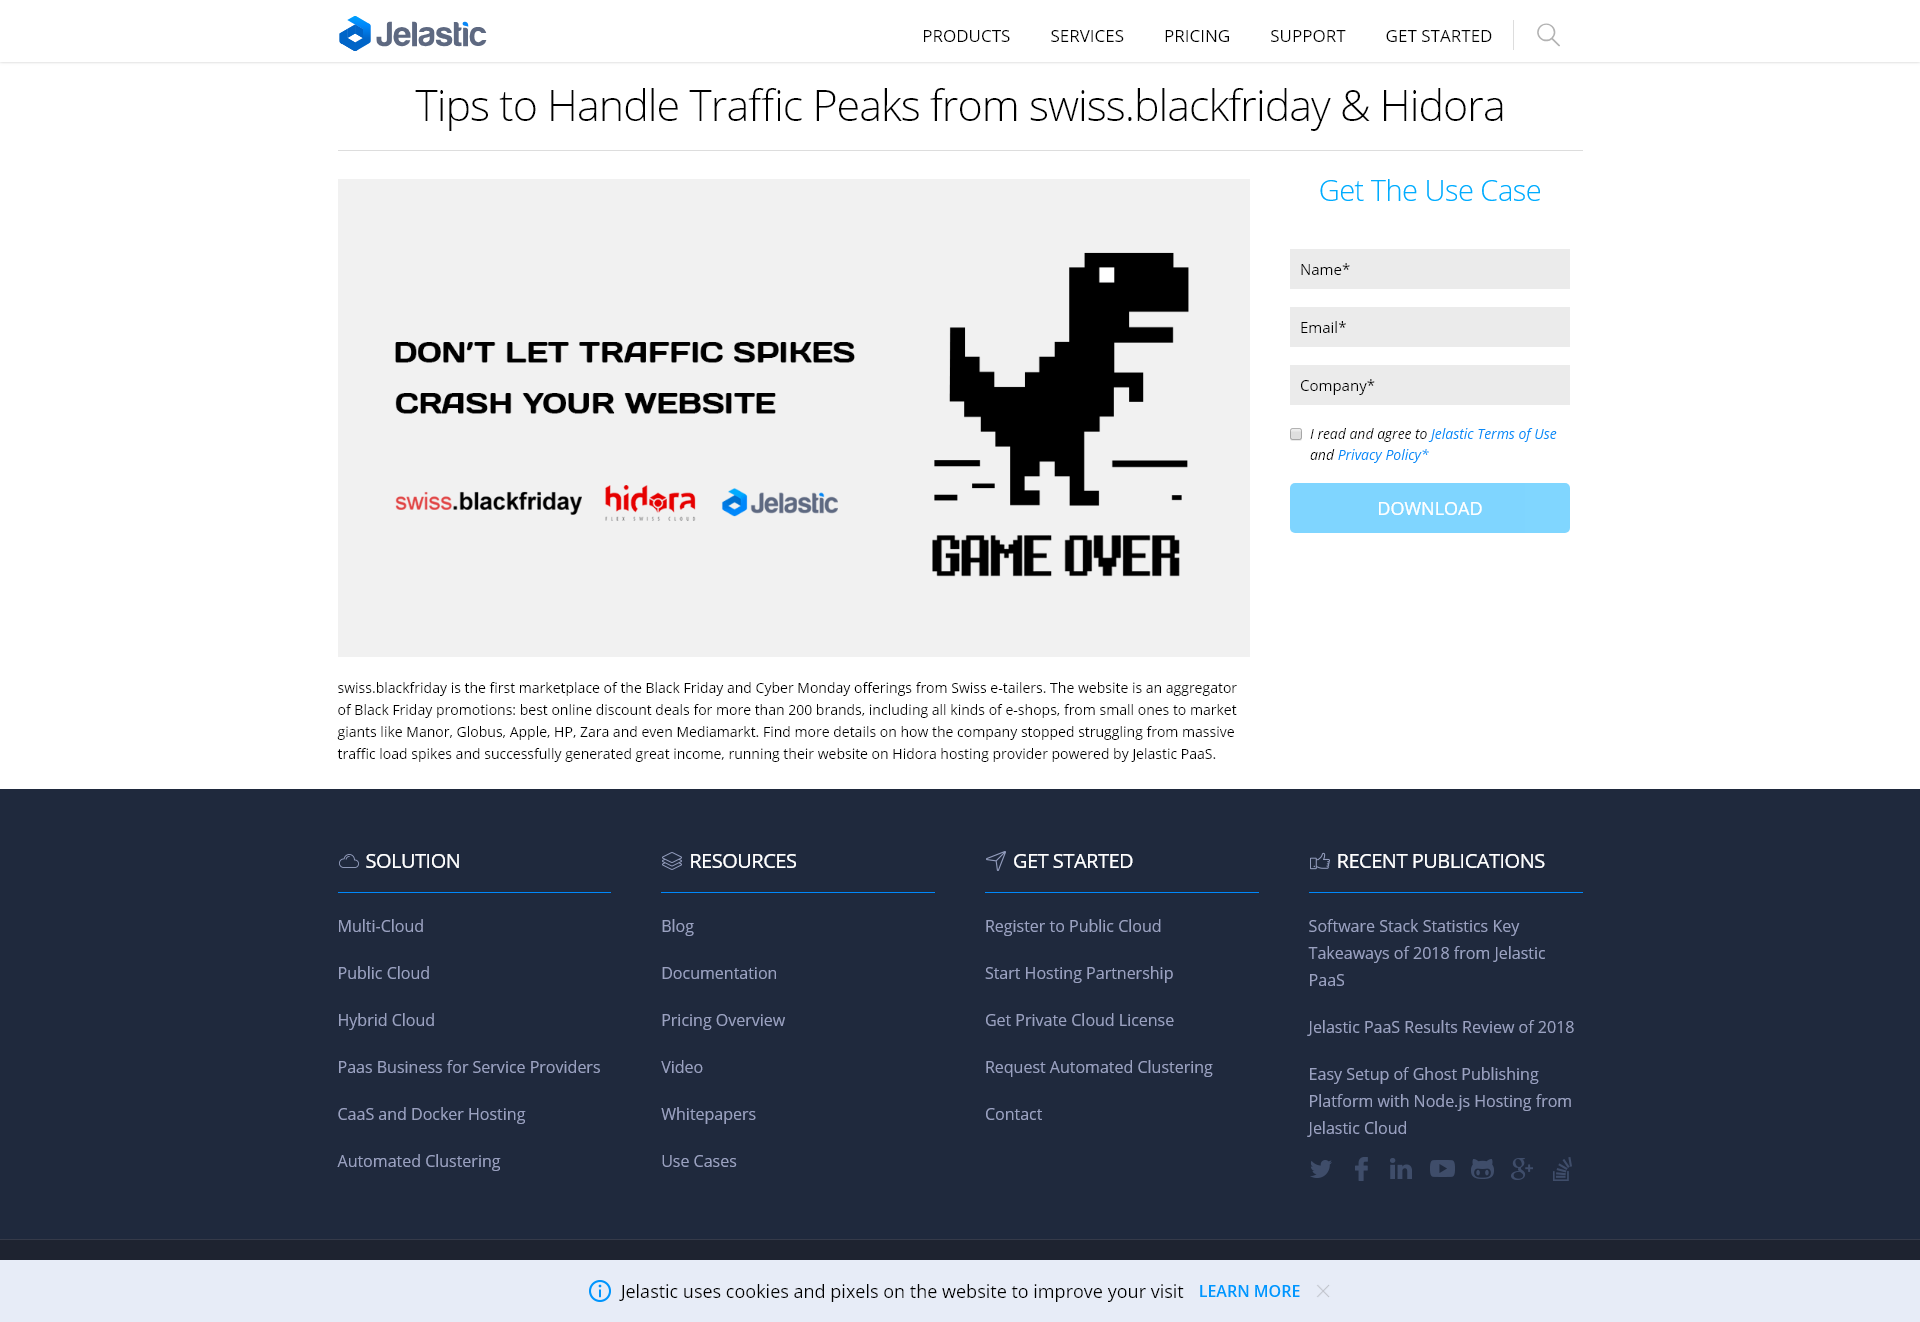 Jelastic
PRODUCTS SERVICES PRICING SUPPORT GET STARTED
Tips to Handle Traffic Peaks from swiss.blackfriday & Hidora
DON'T LET TRAFFIC SPIKES
CRASH YOUR WEBSITE
swiss.blackfriday hidora Jelastic
FLEX SWISS CLOUD
GAME OVER
Get The Use Case
Name*
Email*
Company*
I read and agree to Jelastic Terms of Use
and Privacy Policy*
DOWNLOAD
swiss.blackfriday is the first marketplace of the Black Friday and Cyber Monday offerings from Swiss e-tailers. The website is an aggregator
of Black Friday promotions: best online discount deals for more than 200 brands, including all kinds of e-shops, from small ones to market
giants like Manor, Globus, Apple, HP, Zara and even Mediamarkt. Find more details on how the company stopped struggling from massive
traffic load spikes and successfully generated great income, running their website on Hidora hosting provider powered by Jelastic PaaS.
SOLUTION
Multi-Cloud
Public Cloud
Hybrid Cloud
Paas Business for Service Providers
CaaS and Docker Hosting
Automated Clustering
RESOURCES
Blog
Documentation
Pricing Overview
Video
Whitepapers
Use Cases
GET STARTED
Register to Public Cloud
Start Hosting Partnership
Get Private Cloud License
Request Automated Clustering
Contact
RECENT PUBLICATIONS
Software Stack Statistics Key
Takeaways of 2018 from Jelastic
PaaS
Jelastic PaaS Results Review of 2018
Easy Setup of Ghost Publishing
Platform with Node.js Hosting from
Jelastic Cloud
Jelastic uses cookies and pixels on the website to improve your visit LEARN MORE